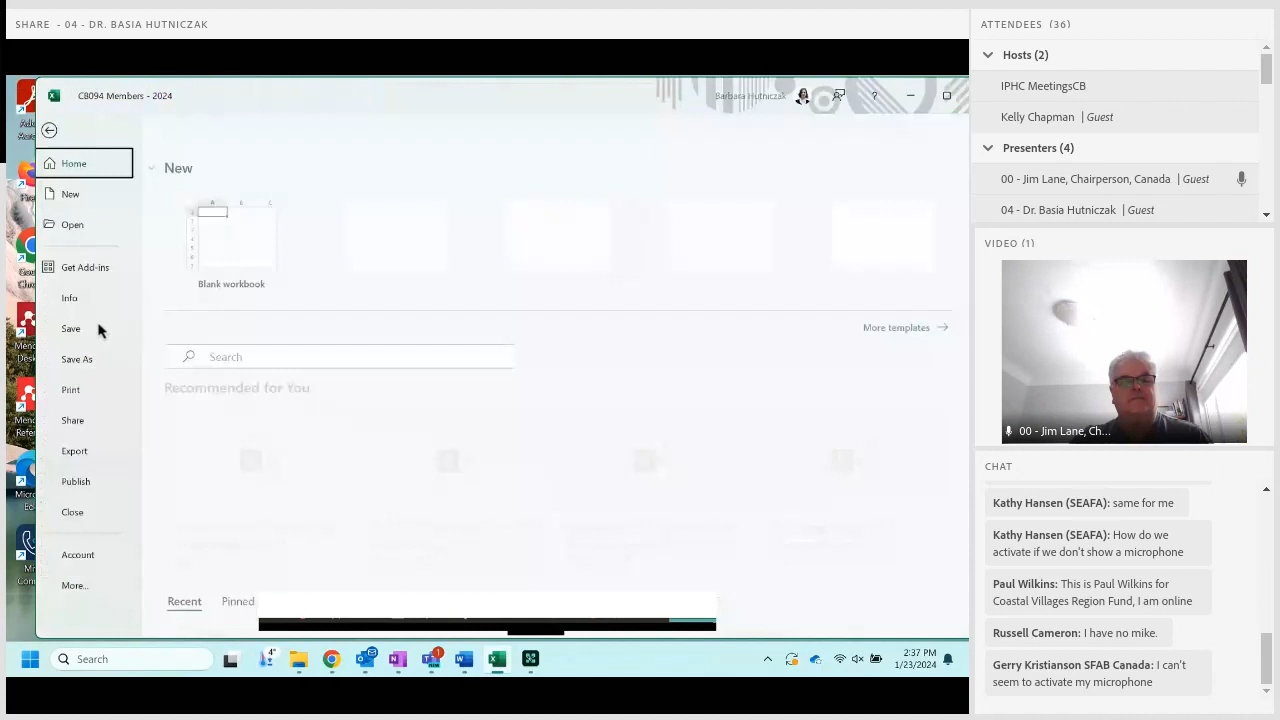 SHARE - 04 - DR. BASIA HUTNICZAK
CB094 Members - 2024
Barbara Hutniczak
?
Home
New
Open
Get Add-ins
Info
Save
Save As
Print
Share
Export
Publish
Close
Account
More...
New
Blank workbook
More templates
Search
Recommended for You
Recent Pinned
Search
2:37 PM
1/23/2024
ATTENDEES (36)
Hosts (2)
IPHC MeetingsCB
Kelly Chapman | Guest
Presenters (4)
00 - Jim Lane, Chairperson, Canada | Guest
04 - Dr. Basia Hutniczak | Guest
VIDEO (1)
00 - Jim Lane, Ch...
CHAT
Kathy Hansen (SEAFA): same for me
Kathy Hansen (SEAFA): How do we
activate if we don't show a microphone
Paul Wilkins: This is Paul Wilkins for
Coastal Villages Region Fund, I am online
Russell Cameron: I have no mike.
Gerry Kristianson SFAB Canada: I can't
seem to activate my microphone